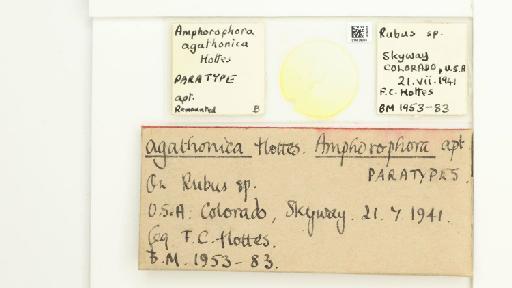 Amphorophora
agathonica
Hottes
PARATYPE
apt.
Remounted B
Rubus sp.
Skyway
COLORADO, U.S.A
21.vii.1941
F.C. Hottes
BM 1953-83
agathonica Hottes. Amphorophora apt
PARATYPES.
On Rubus sp.
U.S.A: Colorado, Skyway. 21. 7 1941.
Leg F.C. Hottes.
B.M. 1953-83.